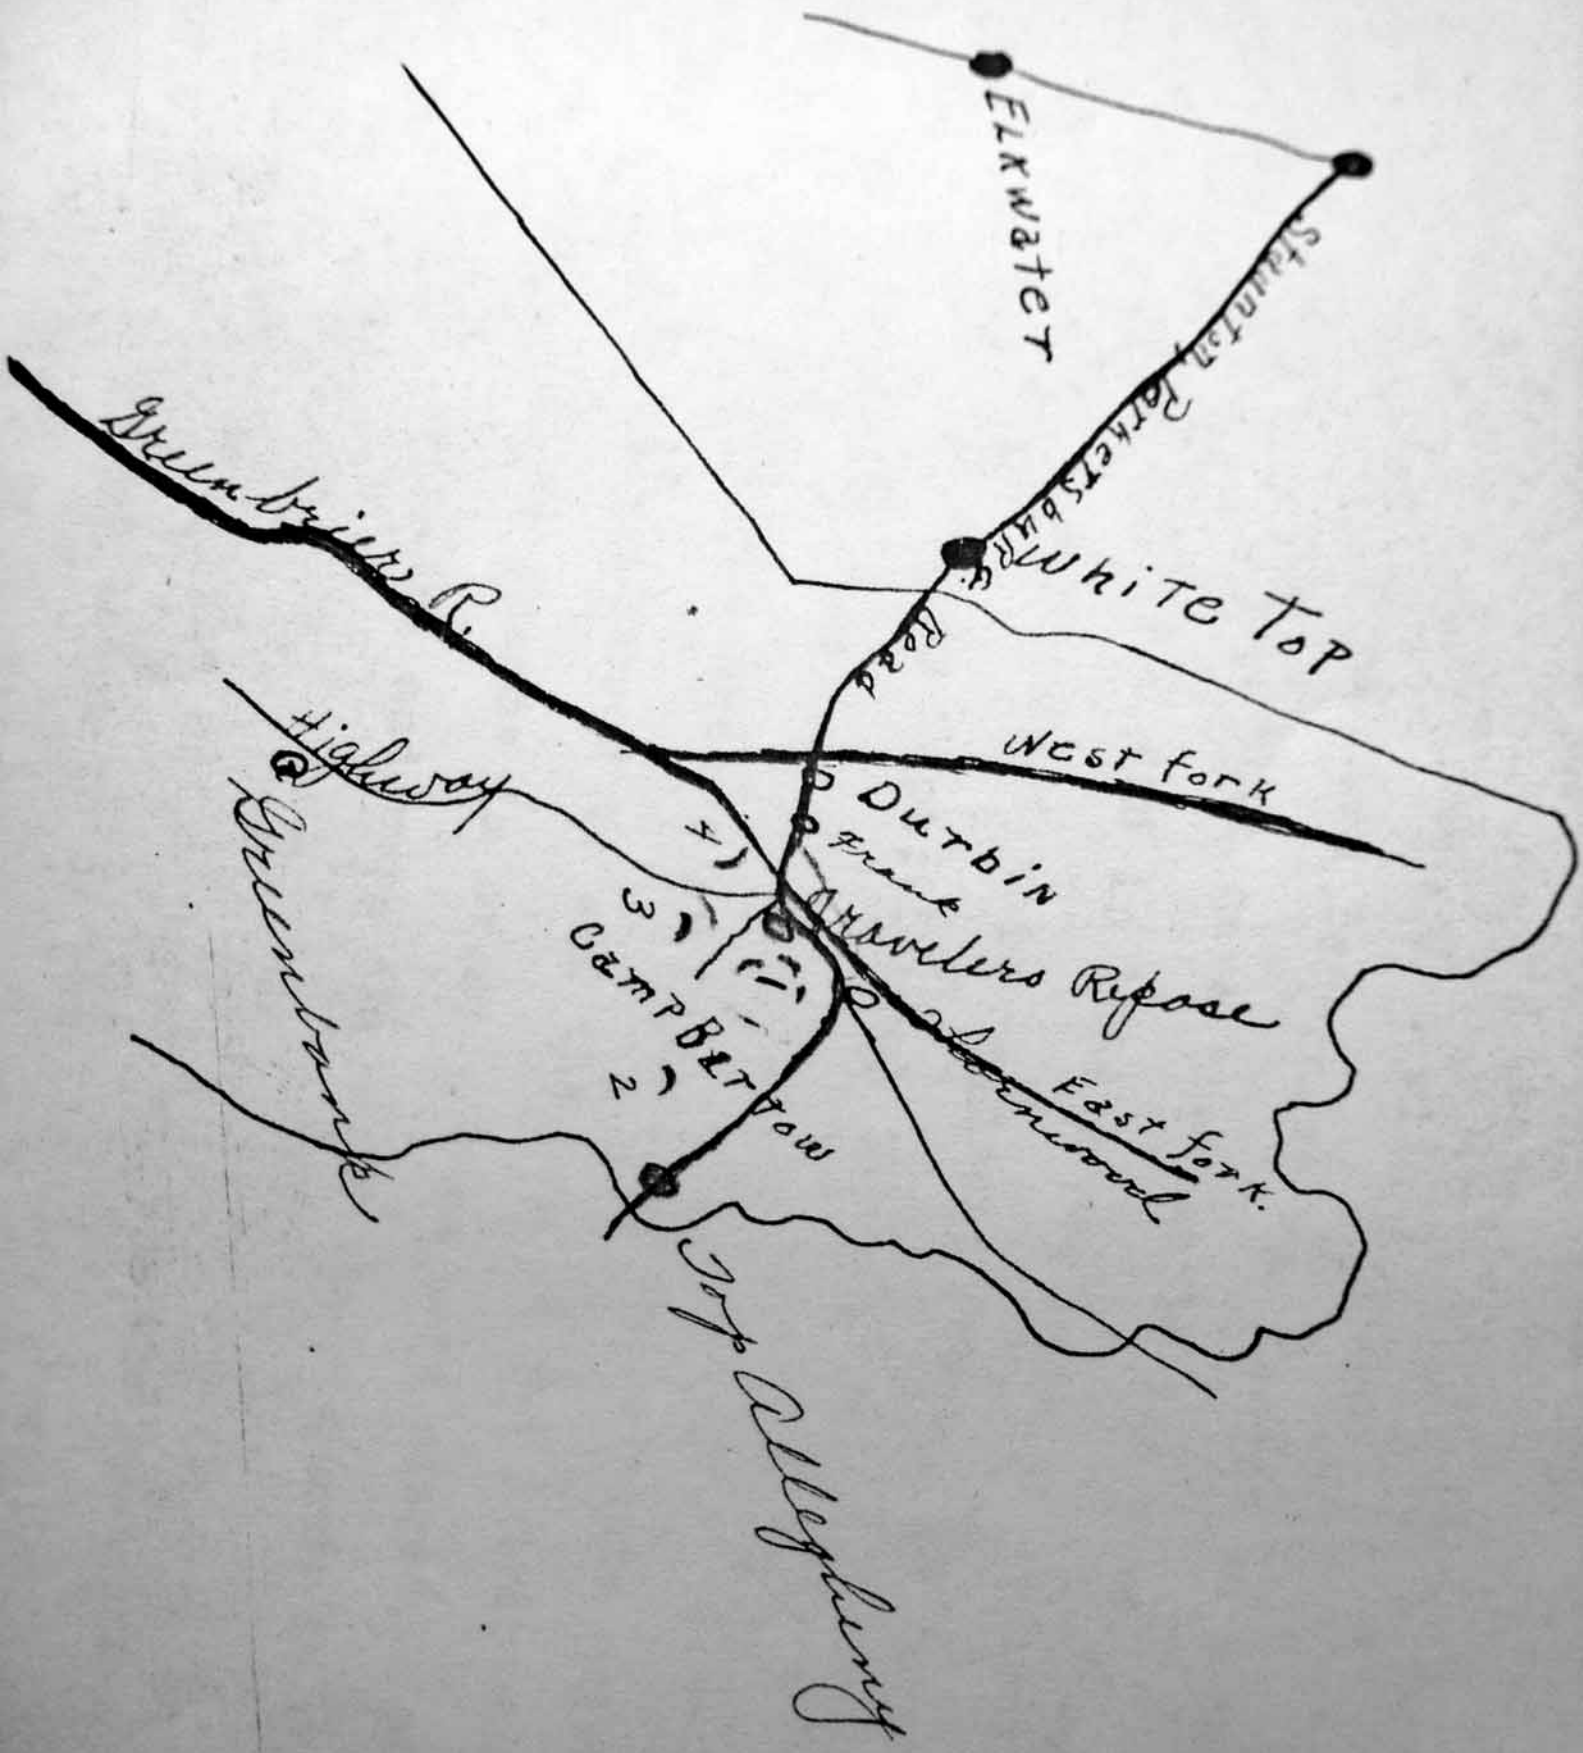 Elkwater
Staunton, Parkersburg. Road
White Top
Greenbrier R.
West fork
Highway
Durbin
Frank
Travelers Repose
4
3
Camp Bartow
2
Greenbank
East fork.
Thornwood
Top Allegheny